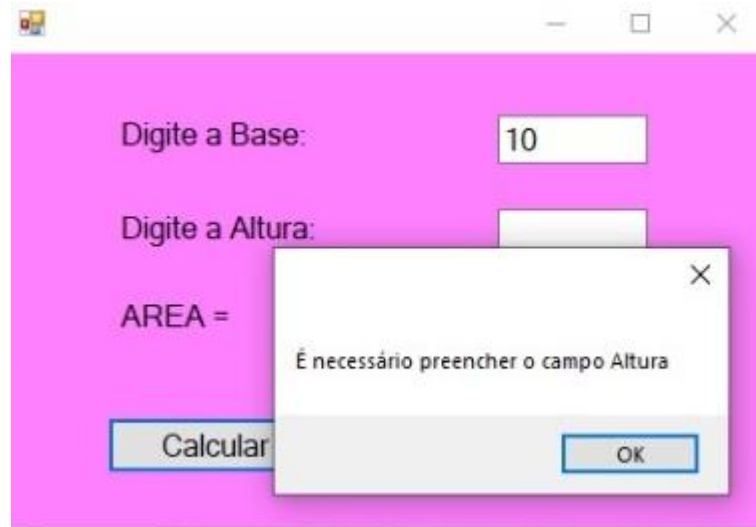 Digite a Base:
10
Digite a Altura:
AREA =
É necessário preencher o campo Altura
Calcular
OK